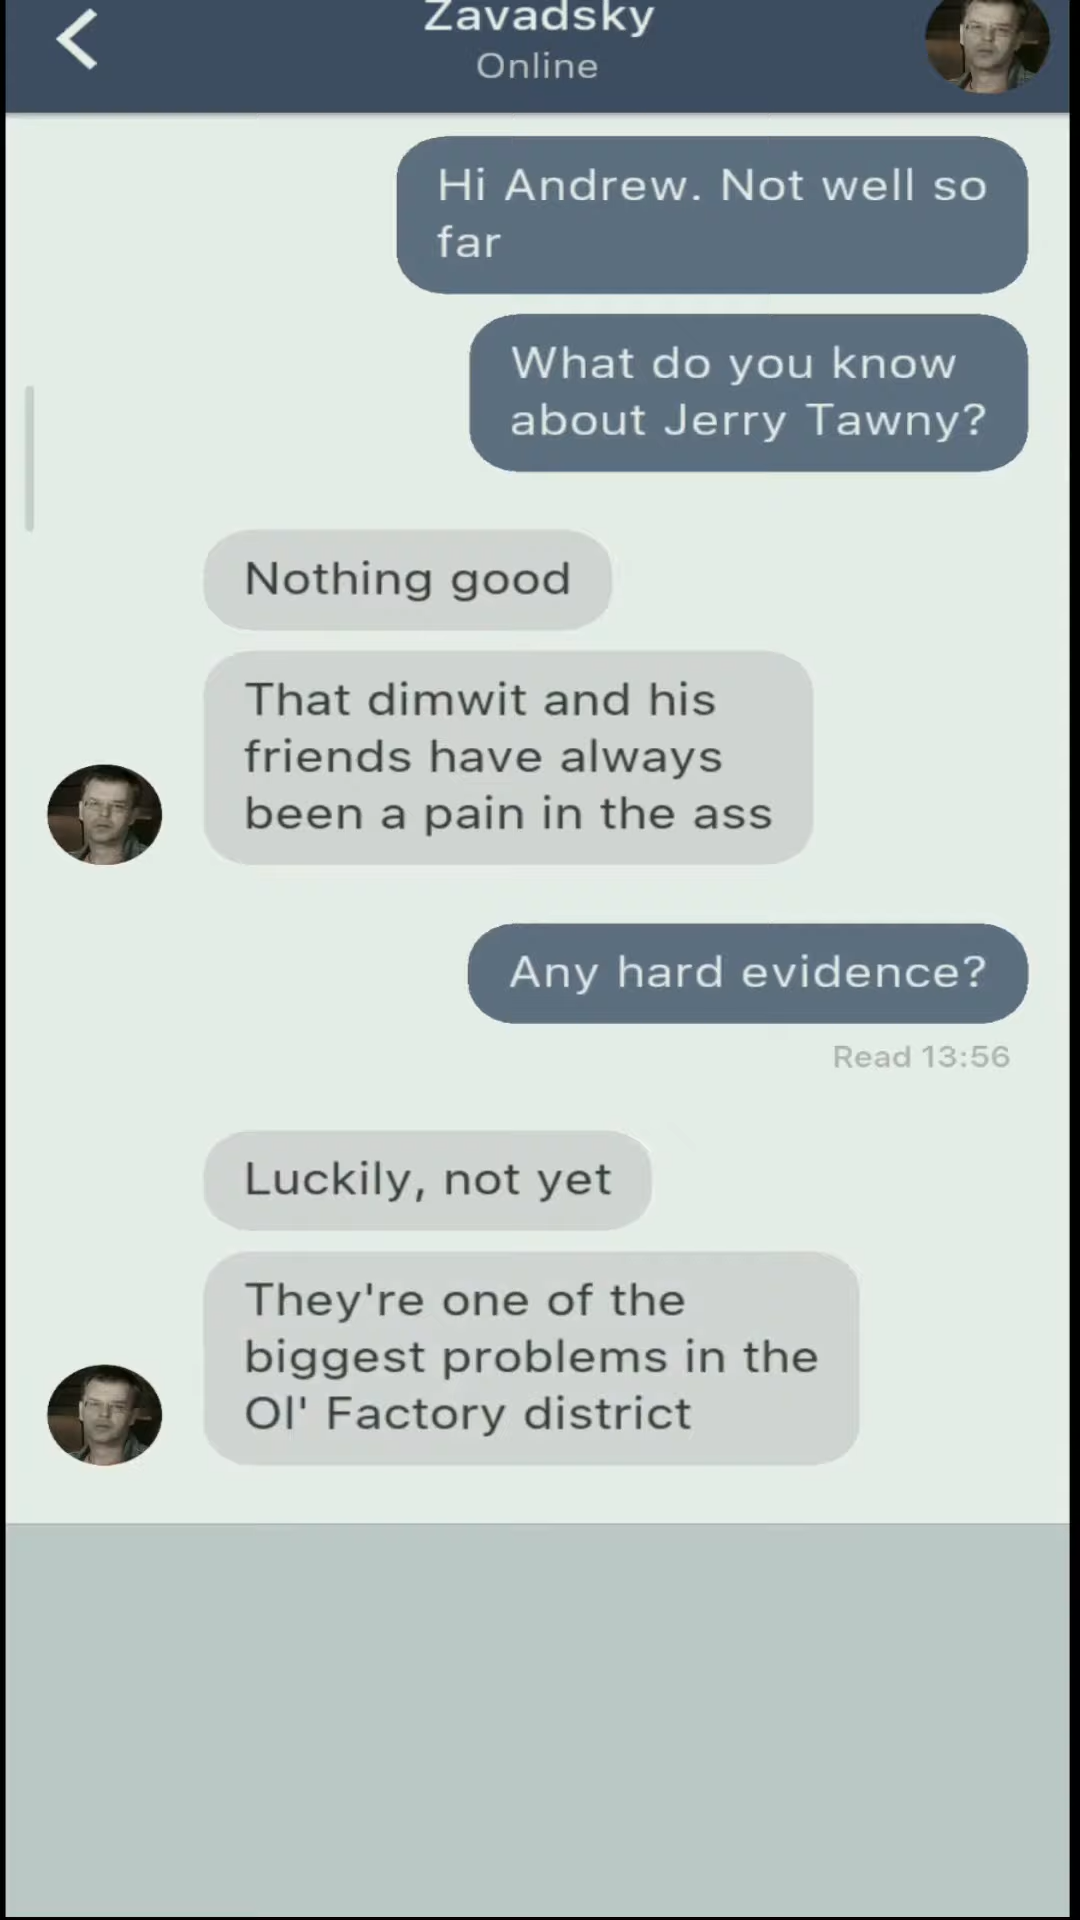 Zavadsky
Online
Hi Andrew. Not well so
far
What do you know
about Jerry Tawny?
Nothing good
That dimwit and his
friends have always
been a pain in the ass
Any hard evidence?
Read 13:56
Luckily, not yet
They're one of the
biggest problems in the
Ol' Factory district